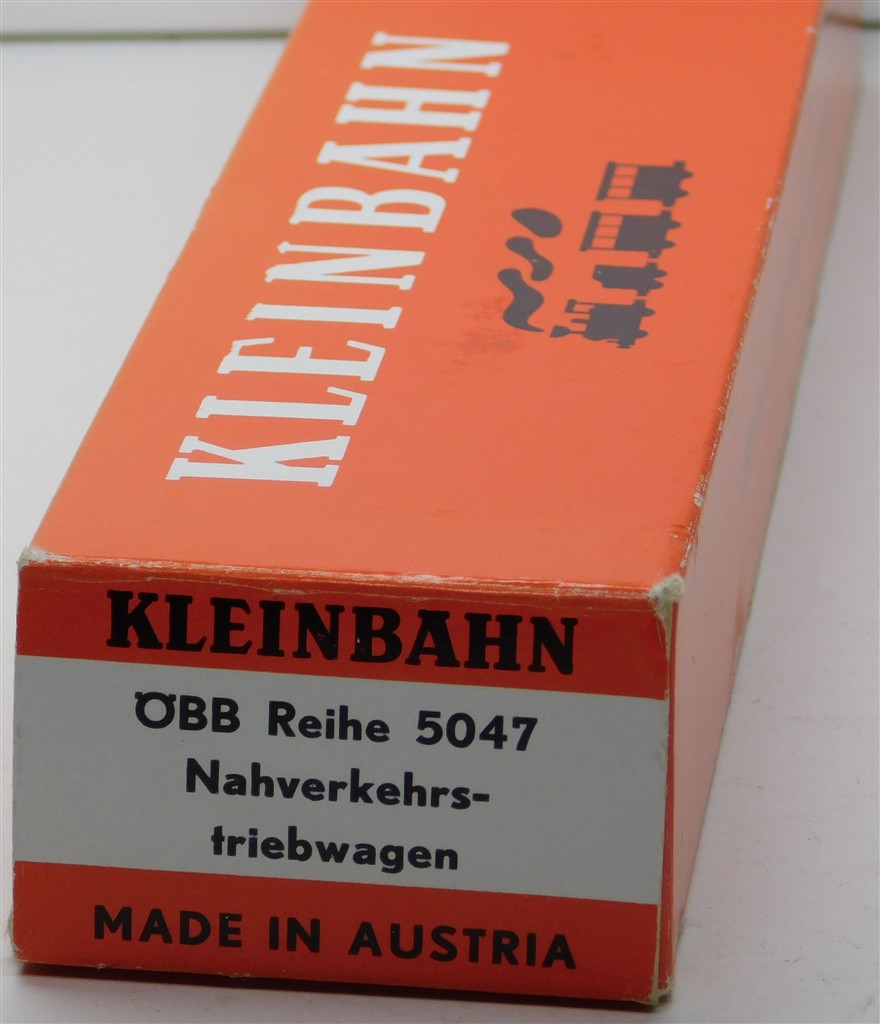 KLEINBAHN
KLEINBAHN
ÖBB Reihe 5047
Nahverkehrs-
triebwagen
MADE IN AUSTRIA